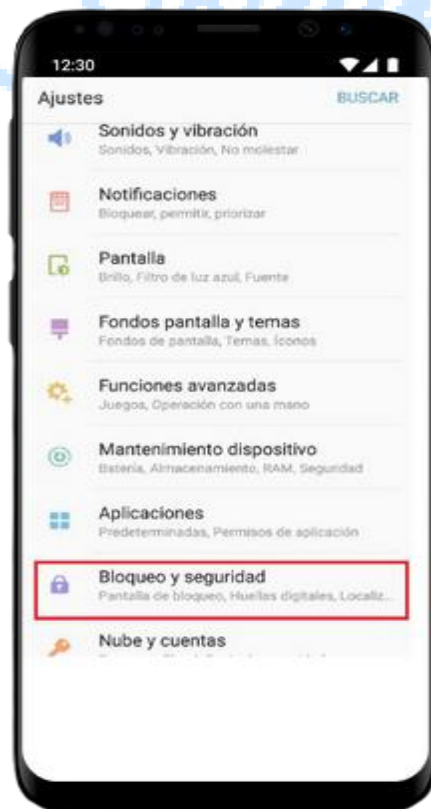 12:30
Ajustes BUSCAR
Sonidos y vibración
Sonidos, Vibración, No molestar
Notificaciones
Bloquear, permitir, priorizar
Pantalla
Brillo, Filtro de luz azul, Fuente
Fondos pantalla y temas
Fondos de pantalla, Temas, Íconos
Funciones avanzadas
Juegos, Operación con una mano
Mantenimiento dispositivo
Batería, Almacenamiento, RAM, Seguridad
Aplicaciones
Predeterminadas, Permisos de aplicación
Bloqueo y seguridad
Pantalla de bloqueo, Huellas digitales, Localiz...
Nube y cuentas